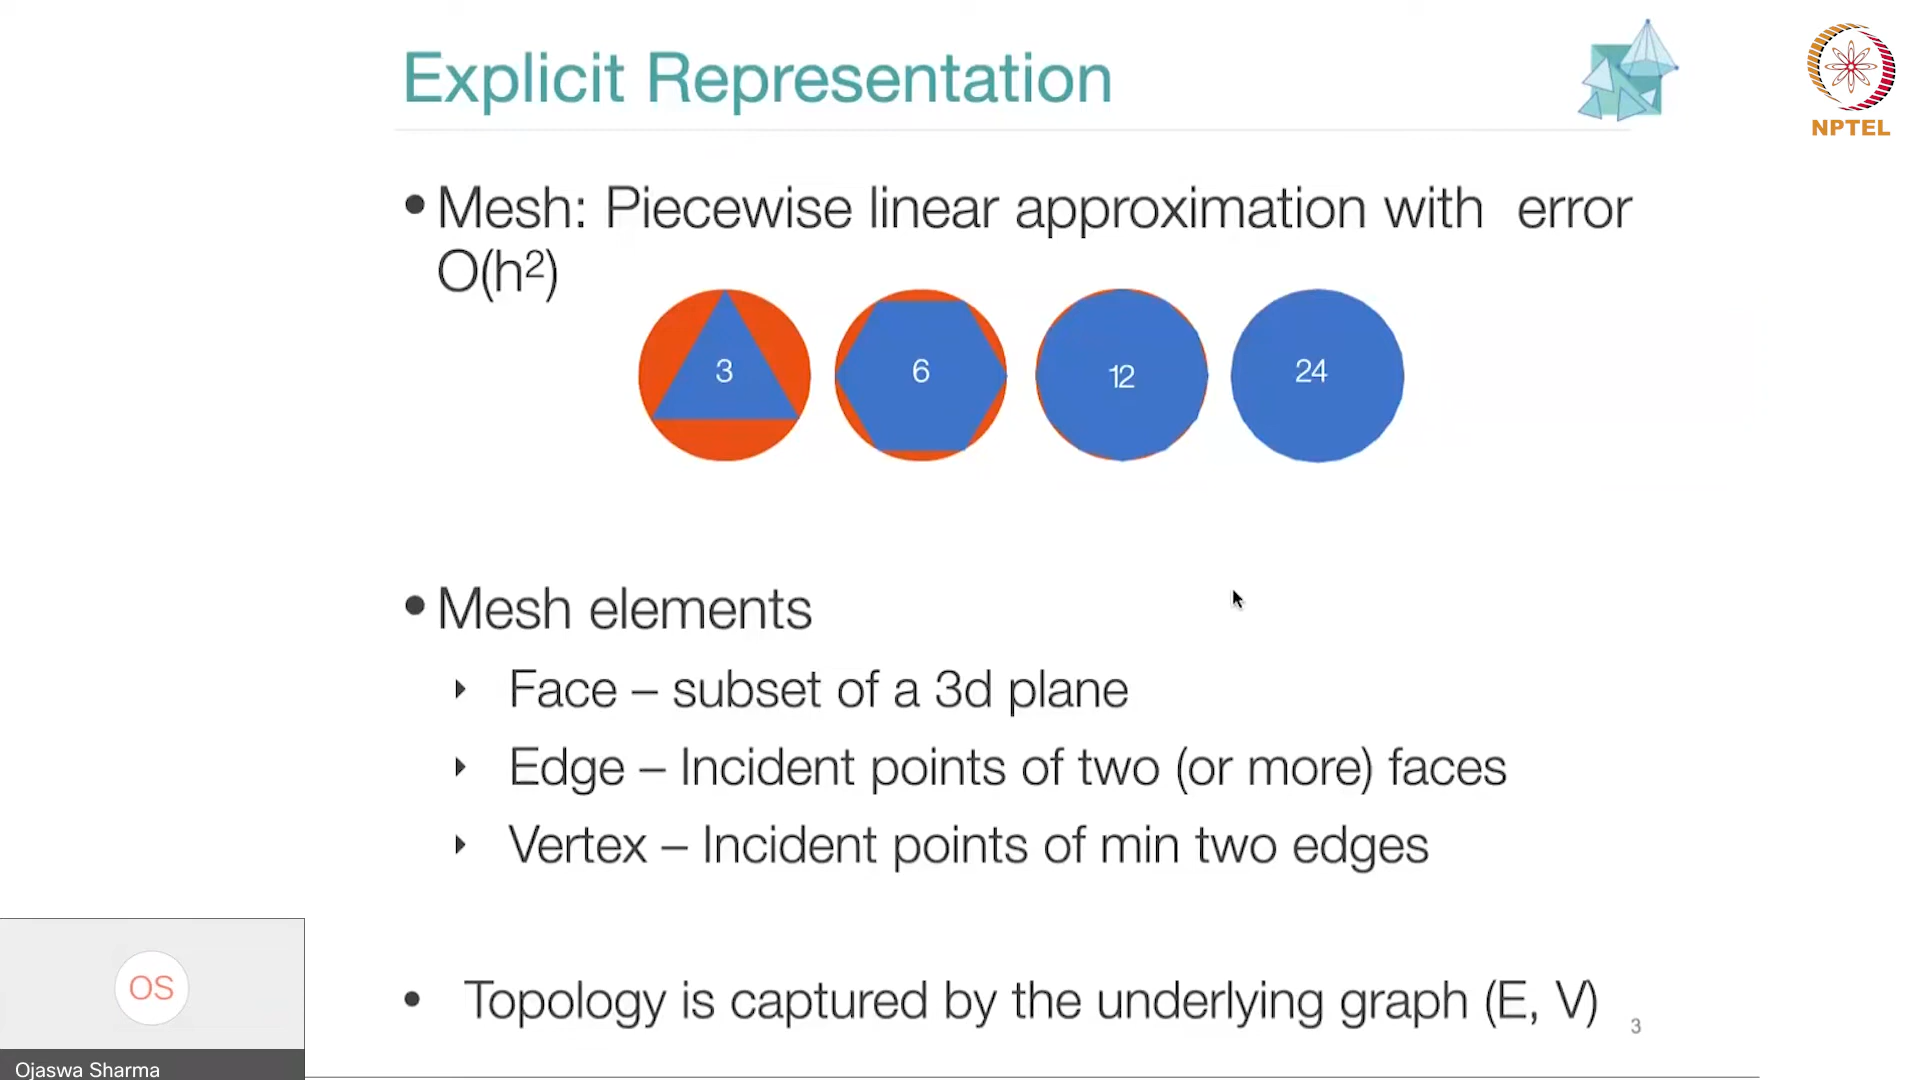 Explicit Representation
NPTEL
• Mesh: Piecewise linear approximation with error
O(h²)
3
6
12
24
• Mesh elements
‣ Face – subset of a 3d plane
‣ Edge – Incident points of two (or more) faces
‣ Vertex – Incident points of min two edges
• Topology is captured by the underlying graph (E, V)
3
OS
Ojaswa Sharma